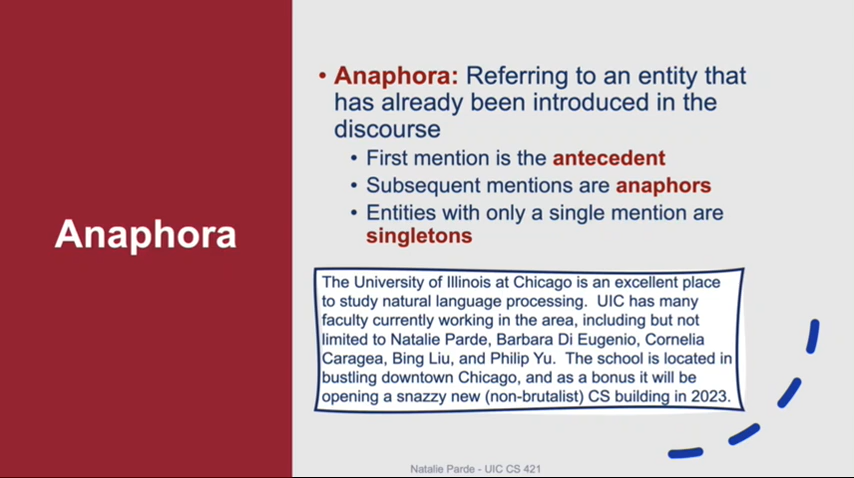 Anaphora
• Anaphora: Referring to an entity that
has already been introduced in the
discourse
• First mention is the antecedent
• Subsequent mentions are anaphors
• Entities with only a single mention are
singletons
The University of Illinois at Chicago is an excellent place
to study natural language processing. UIC has many
faculty currently working in the area, including but not
limited to Natalie Parde, Barbara Di Eugenio, Cornelia
Caragea, Bing Liu, and Philip Yu. The school is located in
bustling downtown Chicago, and as a bonus it will be
opening a snazzy new (non-brutalist) CS building in 2023.
Natalie Parde - UIC CS 421